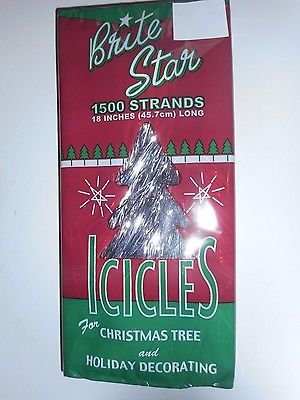 Brite
Star
1500 STRANDS
18 INCHES (45.7cm) LONG
ICICLES
For
CHRISTMAS TREE
and
HOLIDAY DECORATING